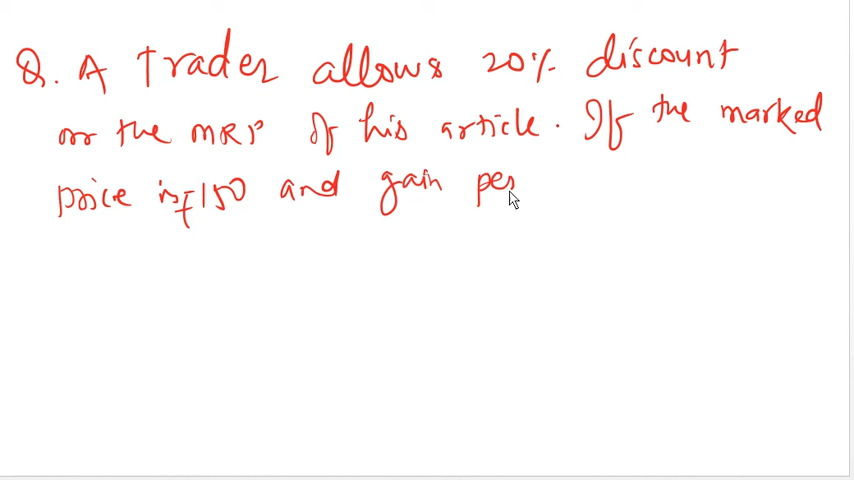 Q. A Trader allows 20% discount
on the MRP of his article. If the marked
price is ₹150 and gain per